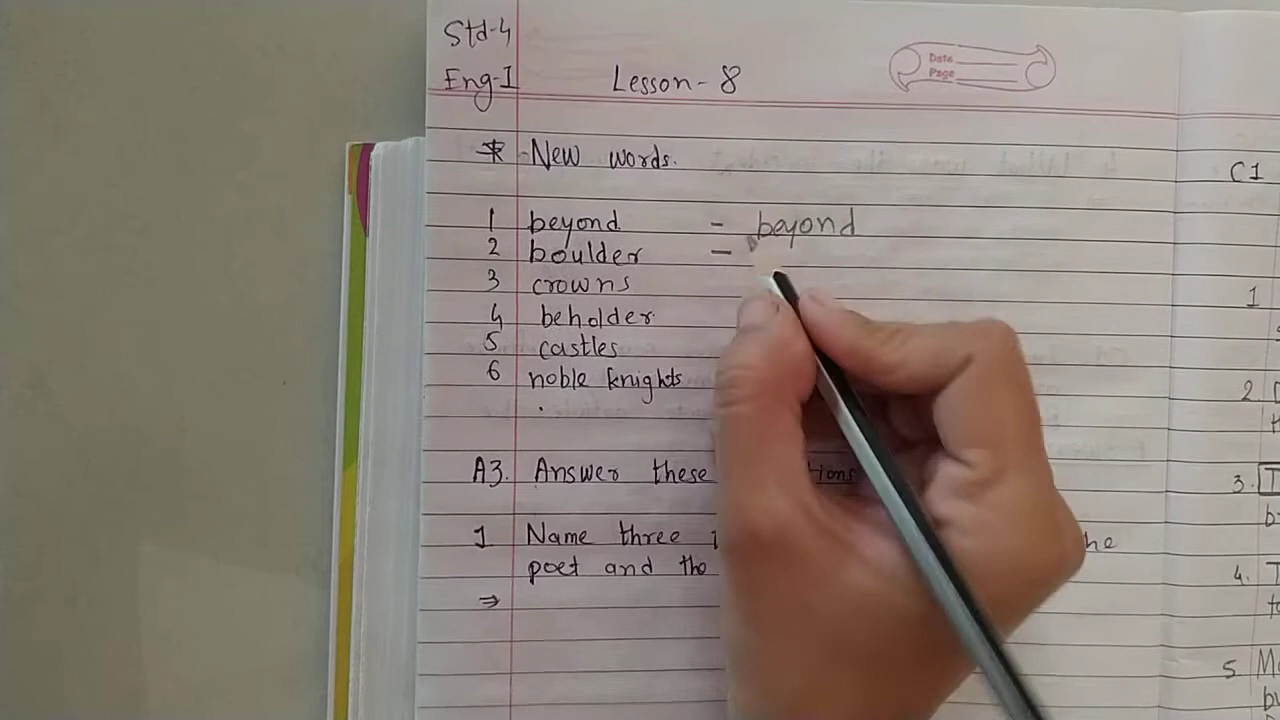 Std-4
Eng-I Lesson-8
Date
Page
* New words.
1 beyond - beyond
2 boulder -
3 crowns
4 beholder
5 castles
6 noble knights
A3. Answer these
1 Name three
poet and the
⇒
C1
1
2
3.
4.
5